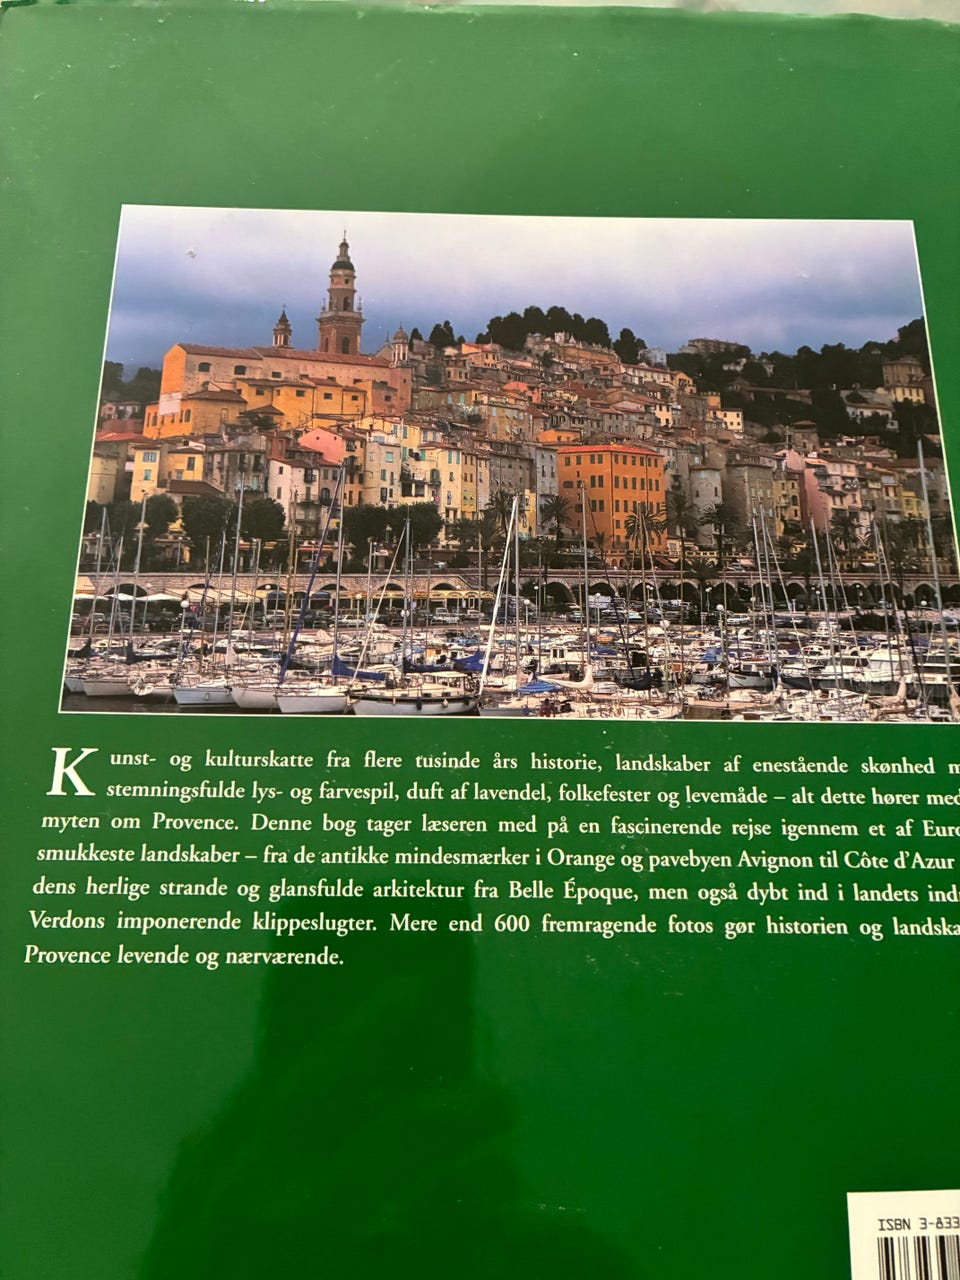 Kunst- og kulturskatte fra flere tusinde års historie, landskaber af enestående skønhed
stemningsfulde lys- og farvespil, duft af lavendel, folkefester og levemåde – alt dette hører med
myten om Provence. Denne bog tager læseren med på en fascinerende rejse igennem et af
smukkeste landskaber – fra de antikke mindesmærker i Orange og pavebyen Avignon til Côte d'Azur
dens herlige strande og glansfulde arkitektur fra Belle Époque, men også dybt ind i landets
Verdons imponerende klippeslugter. Mere end 600 fremragende fotos gør historien og
Provence levende og nærværende.
ISBN 3-833